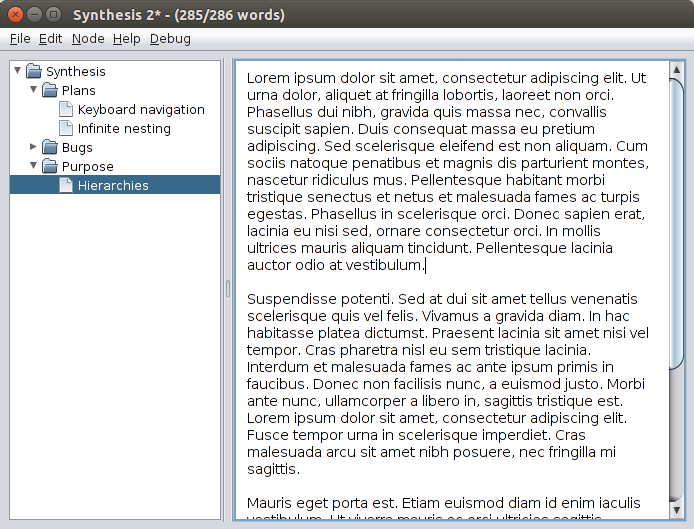 Synthesis 2* - (285/286 words)
File Edit Node Help Debug
Synthesis
Plans
Keyboard navigation
Infinite nesting
Bugs
Purpose
Hierarchies
Lorem ipsum dolor sit amet, consectetur adipiscing elit. Ut
urna dolor, aliquet at fringilla lobortis, laoreet non orci.
Phasellus dui nibh, gravida quis massa nec, convallis
suscipit sapien. Duis consequat massa eu pretium
adipiscing. Sed scelerisque eleifend est non aliquam. Cum
sociis natoque penatibus et magnis dis parturient montes,
nascetur ridiculus mus. Pellentesque habitant morbi
tristique senectus et netus et malesuada fames ac turpis
egestas. Phasellus in scelerisque orci. Donec sapien erat,
lacinia eu nisi sed, ornare consectetur orci. In mollis
ultrices mauris aliquam tincidunt. Pellentesque lacinia
auctor odio at vestibulum.
Suspendisse potenti. Sed at dui sit amet tellus venenatis
scelerisque quis vel felis. Vivamus a gravida diam. In hac
habitasse platea dictumst. Praesent lacinia sit amet nisi vel
tempor. Cras pharetra nisl eu sem tristique lacinia.
Interdum et malesuada fames ac ante ipsum primis in
faucibus. Donec non facilisis nunc, a euismod justo. Morbi
ante nunc, ullamcorper a libero in, sagittis tristique est.
Lorem ipsum dolor sit amet, consectetur adipiscing elit.
Fusce tempor urna in scelerisque imperdiet. Cras
malesuada arcu sit amet nibh posuere, nec fringilla mi
sagittis.
Mauris eget porta est. Etiam euismod diam id enim iaculis
vestibulum. Ut viverra mauris ac orci ultricies sagittis